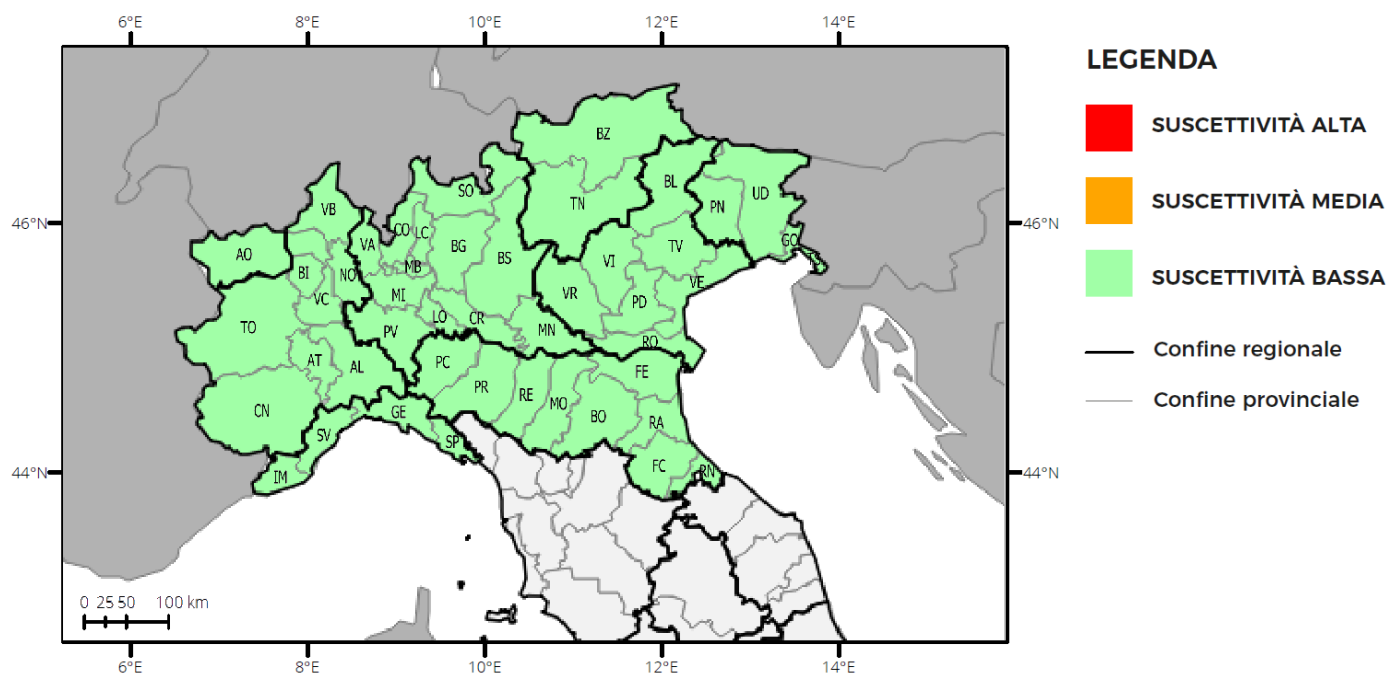 6°E 8°E 10°E 12°E 14°E
LEGENDA
SUSCETTIVITÀ ALTA
SUSCETTIVITÀ MEDIA
SUSCETTIVITÀ BASSA
Confine regionale
Confine provinciale
46°N 46°N
44°N 44°N
BZ
SO BL UD
VB TN PN
CO LC GO
VA BG TV
AO BS VI
BI NO MB VE
VC MI VR PD
TO PV LO CR MN RO
AT AL PC FE
PR RE MO
CN GE BO RA
SV SP
IM FC RN
0 25 50 100 km
6°E 8°E 10°E 12°E 14°E